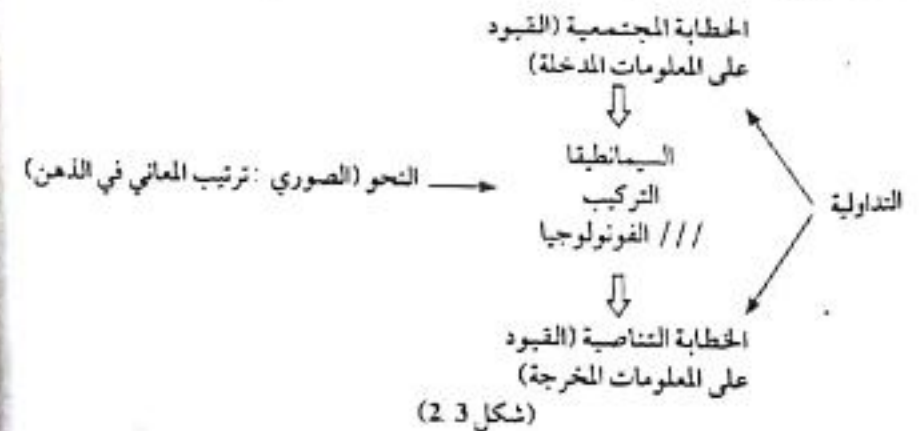 الخطابة المجتمعية (القيود
على المعلومات المدخلة)
السيمانطيقا
النحو (الصوري : ترتيب المعاني في الذهن)
التركيب
التداولية
/ / / الفونولوجيا
الخطابة التناصية (القيود
على المعلومات المخرجة)
(شكل 3 2)